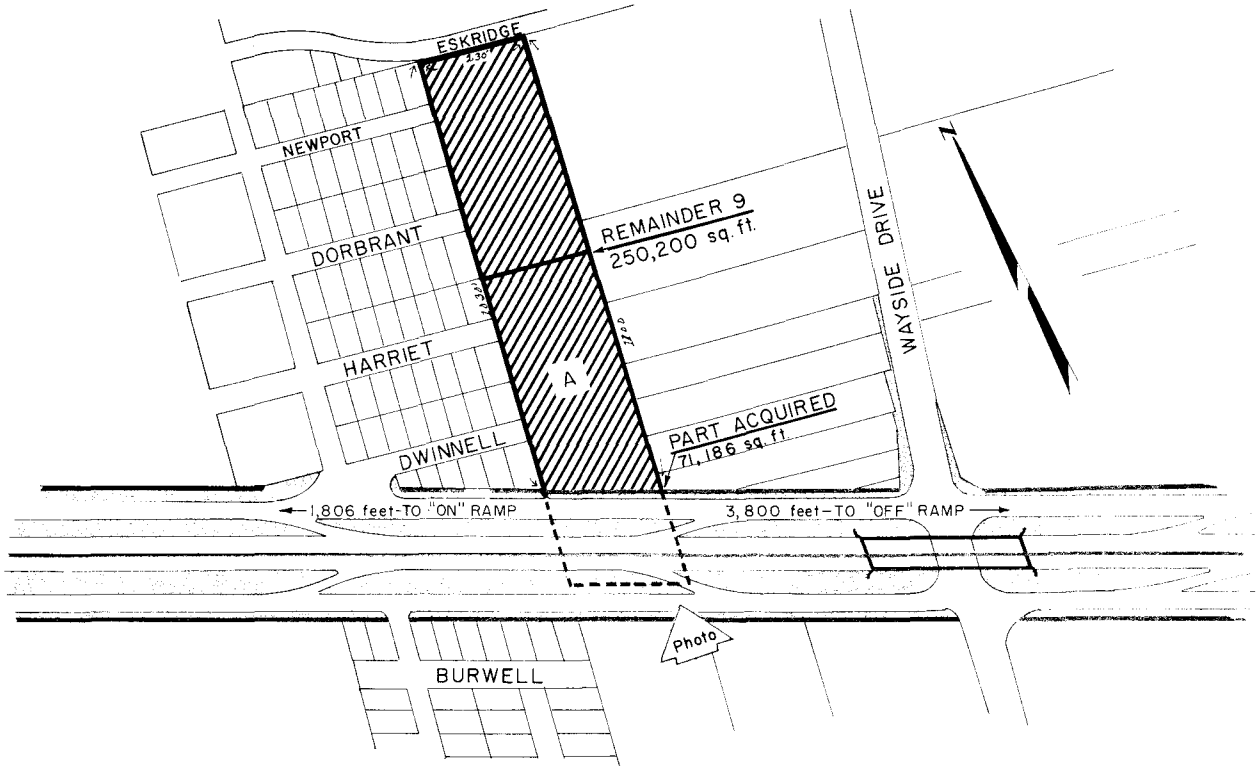 ESKRIDGE
230'
NEWPORT
DORBRANT
HARRIET
DWINNELL
REMAINDER 9
250,200 sq. ft.
WAYSIDE DRIVE
A
PART ACQUIRED
71,186 sq. ft.
1,806 feet-TO "ON" RAMP
3,800 feet-TO "OFF" RAMP
Photo
BURWELL